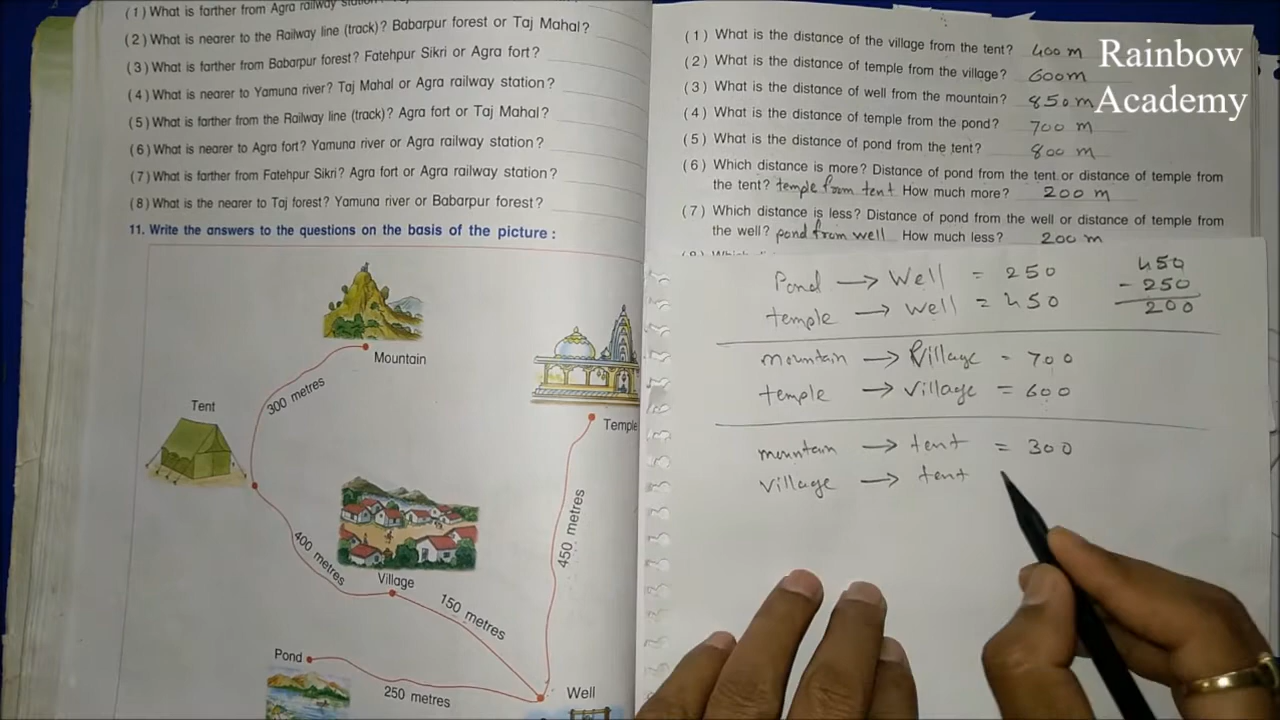 (1) What is farther from Agra railway station?
(2) What is nearer to the Railway line (track)? Babarpur forest or Taj Mahal?
(3) What is farther from Babarpur forest? Fatehpur Sikri or Agra fort?
(4) What is nearer to Yamuna river? Taj Mahal or Agra railway station?
(5) What is farther from the Railway line (track)? Agra fort or Taj Mahal?
(6) What is nearer to Agra fort? Yamuna river or Agra railway station?
(7) What is farther from Fatehpur Sikri? Agra fort or Agra railway station?
(8) What is the nearer to Taj forest? Yamuna river or Babarpur forest?
11. Write the answers to the questions on the basis of the picture :
Mountain
300 metres
Tent
Temple
450 metres
400 metres
Village
150 metres
Pond
250 metres
Well
(1) What is the distance of the village from the tent? 400 m
(2) What is the distance of temple from the village? 600m
(3) What is the distance of well from the mountain? 850 m
(4) What is the distance of temple from the pond? 700 m
(5) What is the distance of pond from the tent? 800 m
(6) Which distance is more? Distance of pond from the tent or distance of temple from
the tent? temple from tent How much more? 200 m
(7) Which distance is less? Distance of pond from the well or distance of temple from
the well? pond from well How much less? 200 m
Rainbow
Academy
Pond → Well = 250
temple → well = 450
450
- 250
200
mountain → Village = 700
temple → village = 600
mountain → tent = 300
village → tent